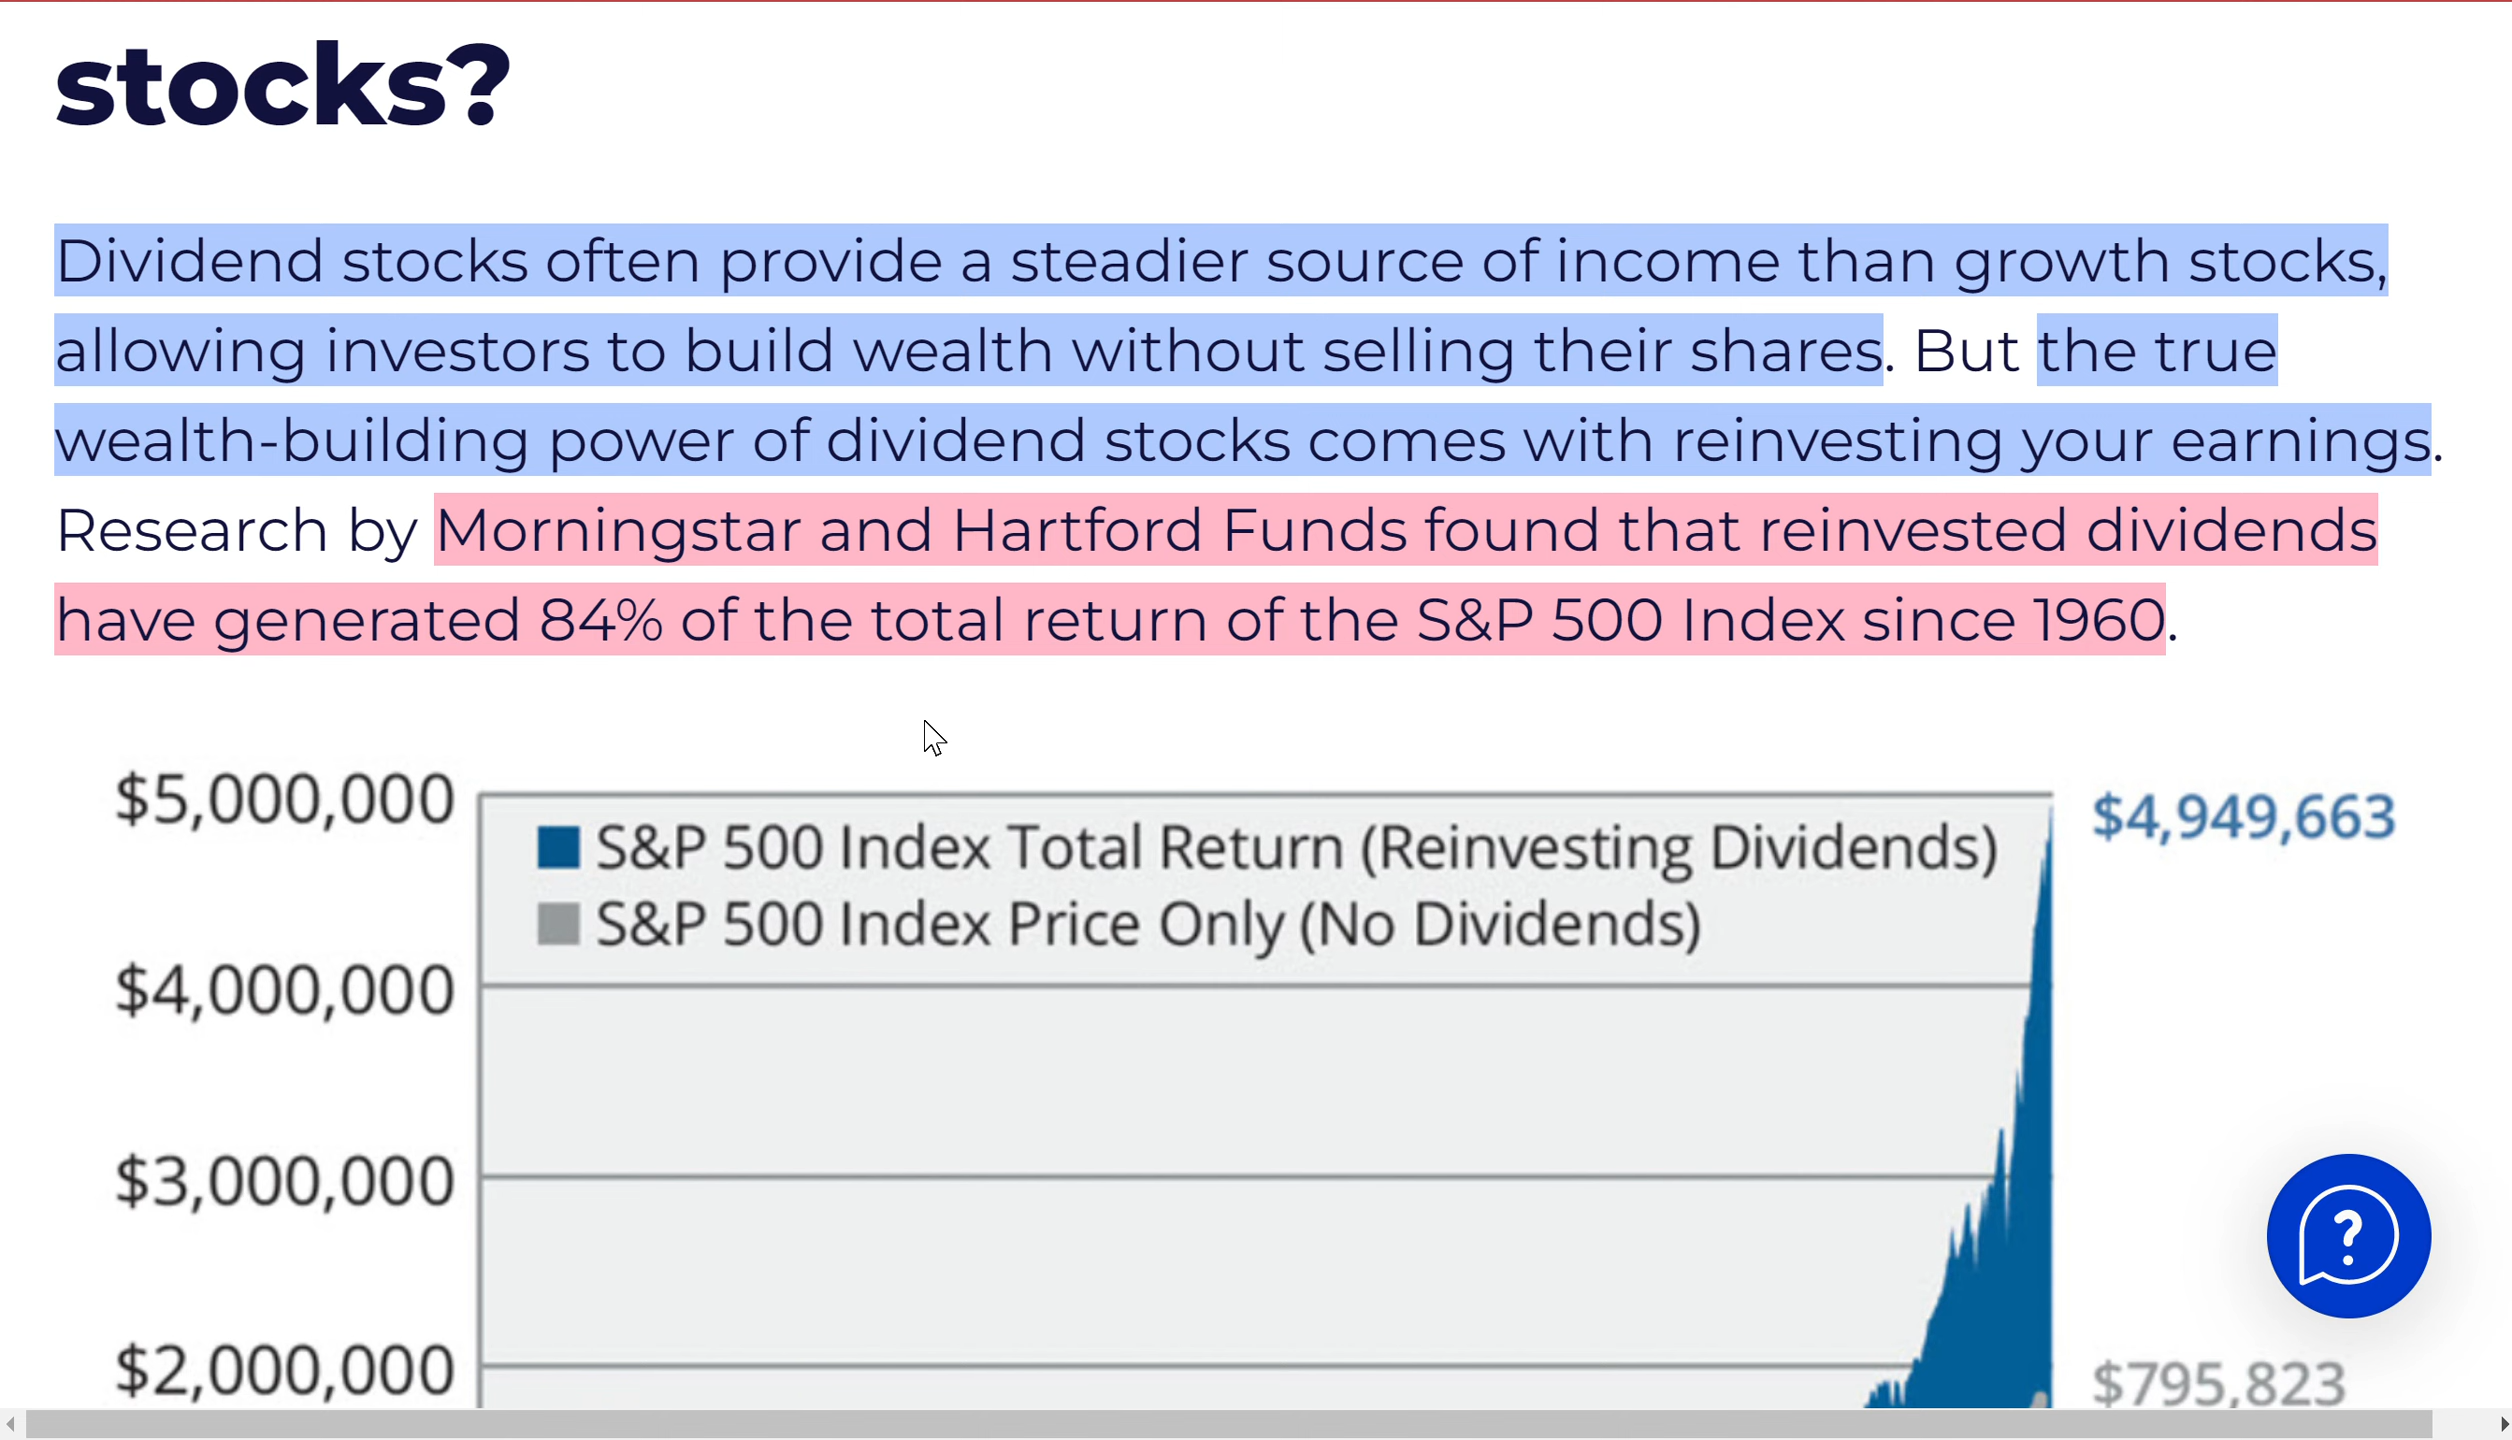 stocks?
Dividend stocks often provide a steadier source of income than growth stocks,
allowing investors to build wealth without selling their shares. But the true
wealth-building power of dividend stocks comes with reinvesting your earnings.
Research by Morningstar and Hartford Funds found that reinvested dividends
have generated 84% of the total return of the S&P 500 Index since 1960.
$5,000,000
$4,949,663
S&P 500 Index Total Return (Reinvesting Dividends)
S&P 500 Index Price Only (No Dividends)
$4,000,000
$3,000,000
?
$2,000,000
$795,823